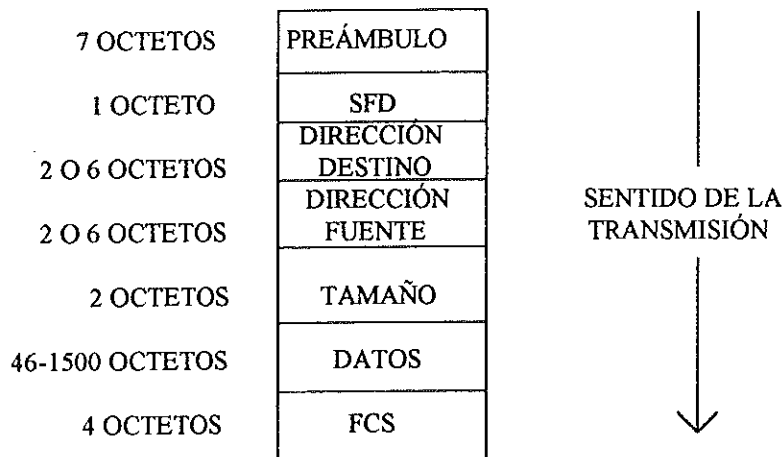 7 OCTETOS PREÁMBULO
1 OCTETO SFD
2 O 6 OCTETOS DIRECCIÓN
DESTINO
2 O 6 OCTETOS DIRECCIÓN
FUENTE
2 OCTETOS TAMAÑO
46-1500 OCTETOS DATOS
4 OCTETOS FCS
SENTIDO DE LA
TRANSMISIÓN